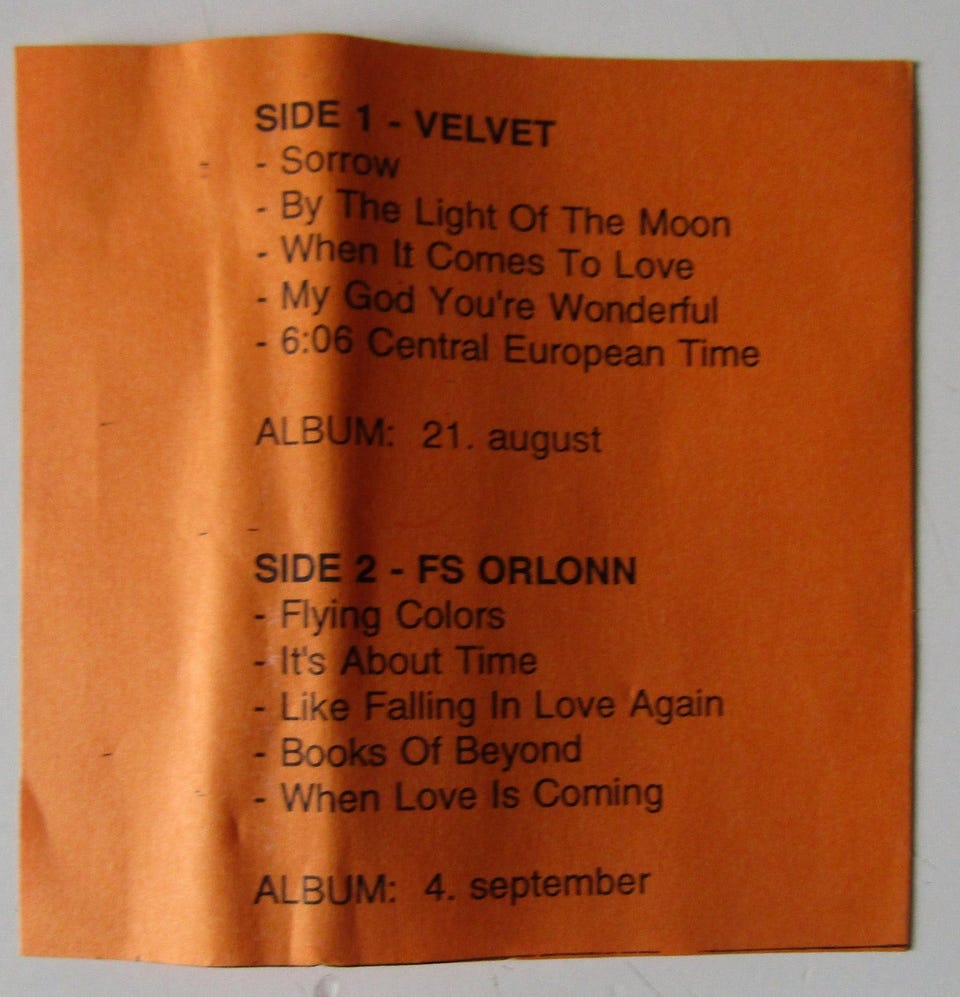 SIDE 1 - VELVET
- Sorrow
- By The Light Of The Moon
- When It Comes To Love
- My God You're Wonderful
- 6:06 Central European Time
ALBUM: 21. august
SIDE 2 - FS ORLONN
- Flying Colors
- It's About Time
- Like Falling In Love Again
- Books Of Beyond
- When Love Is Coming
ALBUM: 4. september